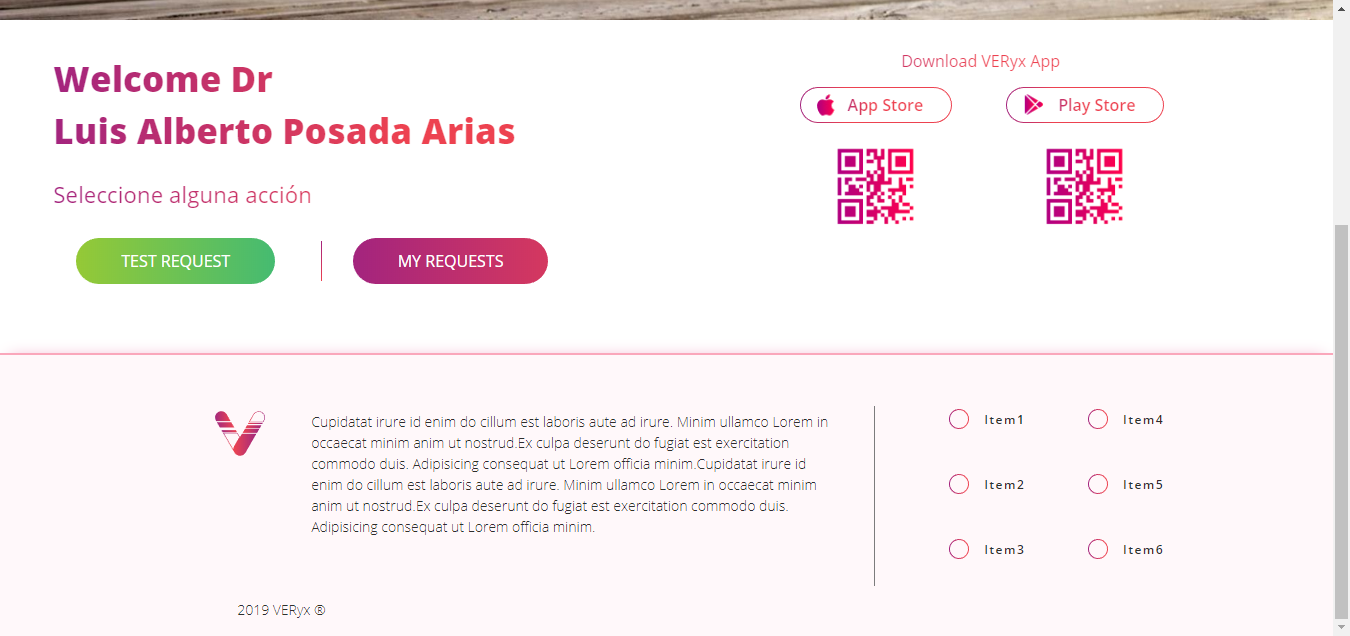 Welcome Dr
Luis Alberto Posada Arias
Seleccione alguna acción
TEST REQUEST
MY REQUESTS
Download VERyx App
App Store
Play Store
Cupidatat irure id enim do cillum est laboris aute ad irure. Minim ullamco Lorem in
occaecat minim anim ut nostrud.Ex culpa deserunt do fugiat est exercitation
commodo duis. Adipisicing consequat ut Lorem officia minim.Cupidatat irure id
enim do cillum est laboris aute ad irure. Minim ullamco Lorem in occaecat minim
anim ut nostrud.Ex culpa deserunt do fugiat est exercitation commodo duis.
Adipisicing consequat ut Lorem officia minim.
Item1
Item4
Item2
Item5
Item3
Item6
2019 VERyx ®